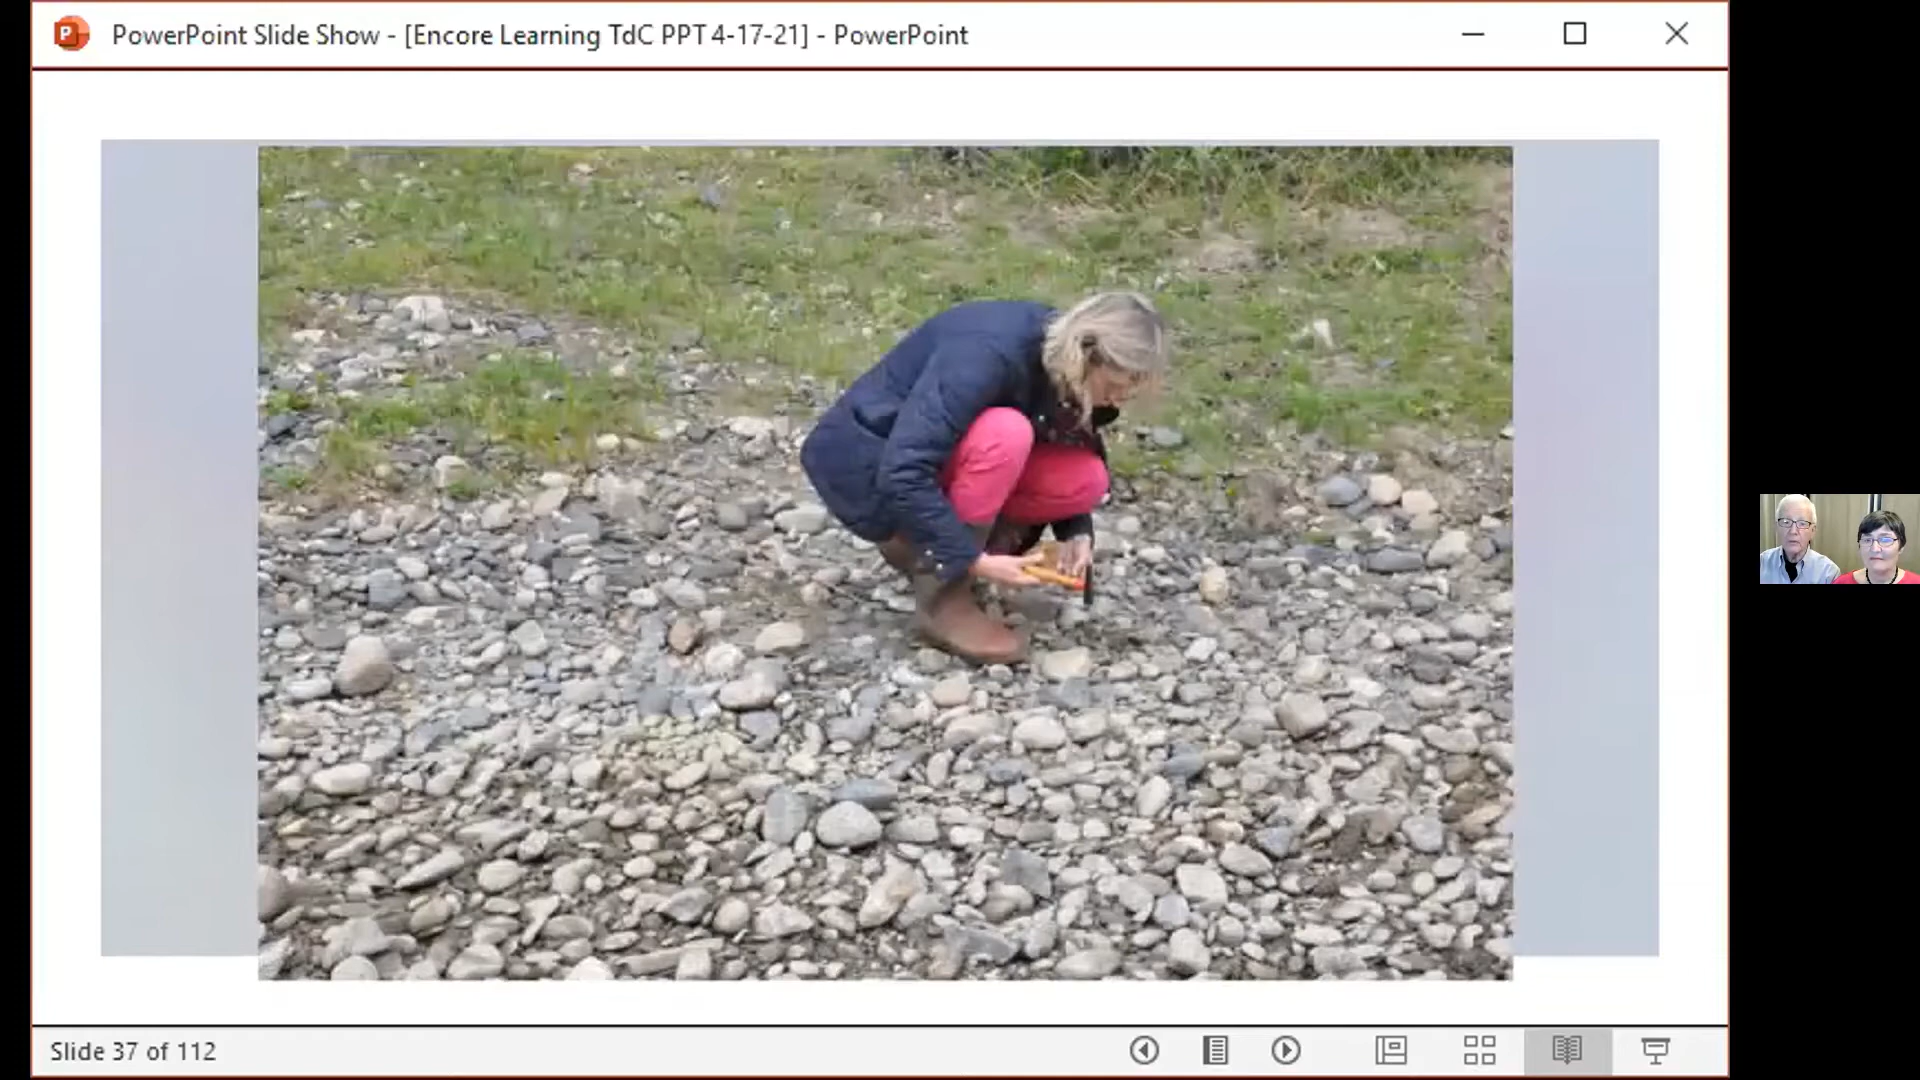 PowerPoint Slide Show - [Encore Learning TdC PPT 4-17-21] - PowerPoint
Slide 37 of 112